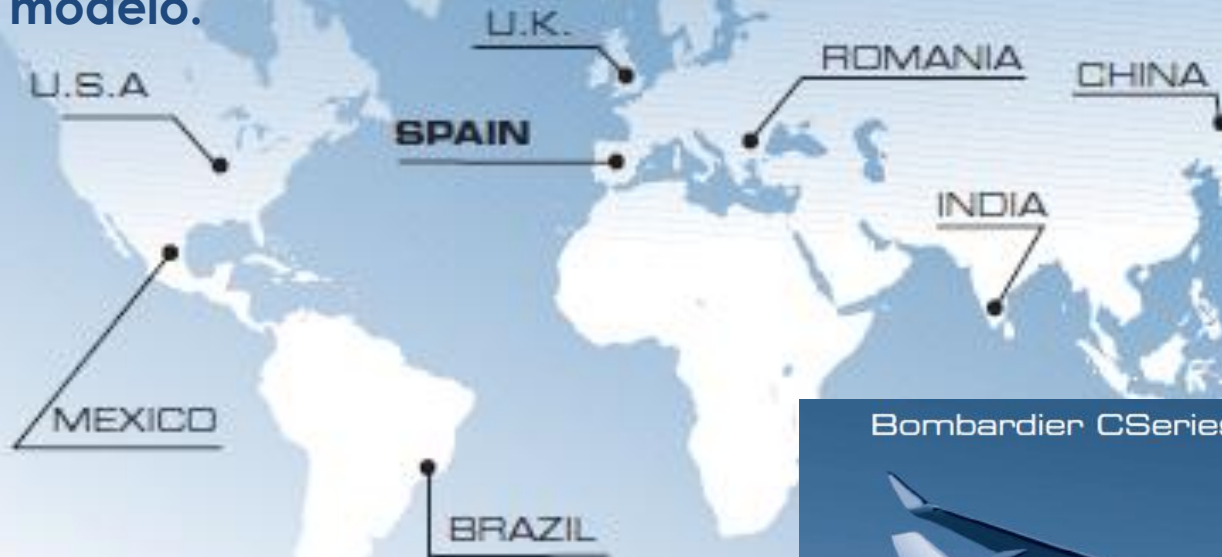 modelo.
U.K.
ROMANIA
CHINA
U.S.A
SPAIN
INDIA
MEXICO
Bombardier CSeries
BRAZIL